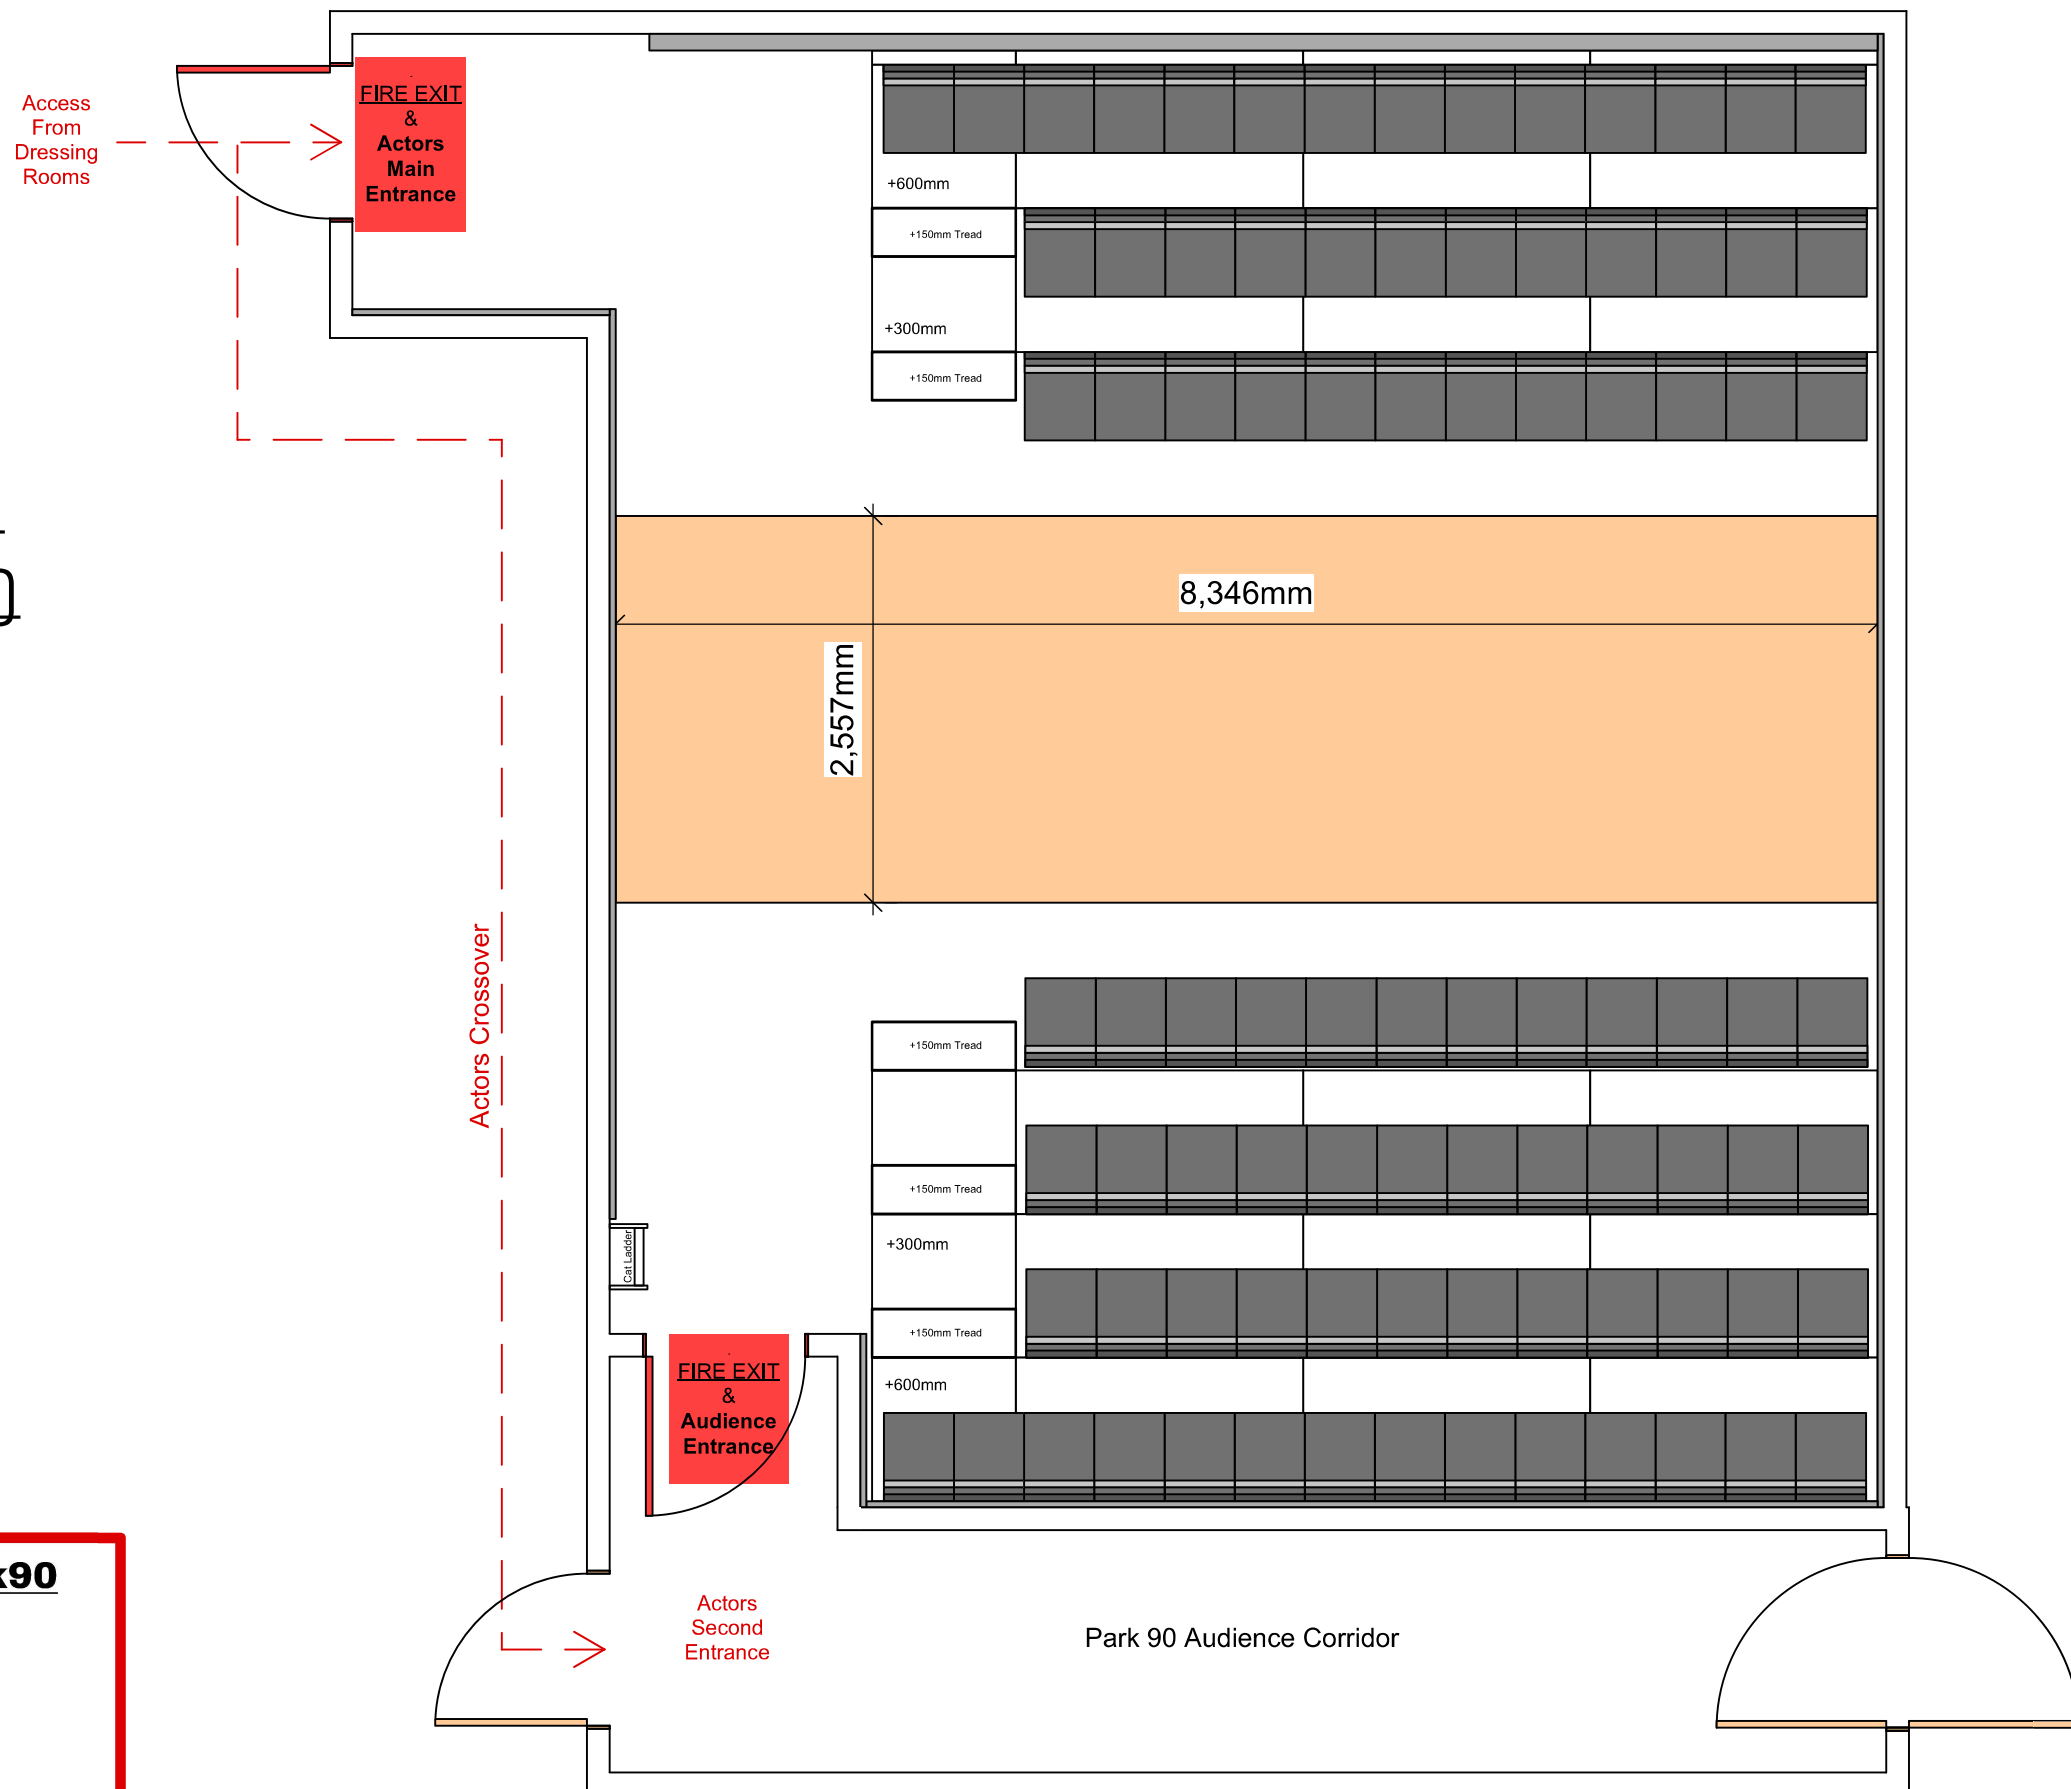 Access
From
Dressing
Rooms
FIRE EXIT
&
Actors
Main
Entrance
+600mm
+150mm Tread
+300mm
+150mm Tread
8,346mm
2,557mm
Actors Crossover
+150mm Tread
+150mm Tread
+300mm
Cat Ladder
+150mm Tread
+600mm
FIRE EXIT
&
Audience
Entrance
Actors
Second
Entrance
Park 90 Audience Corridor